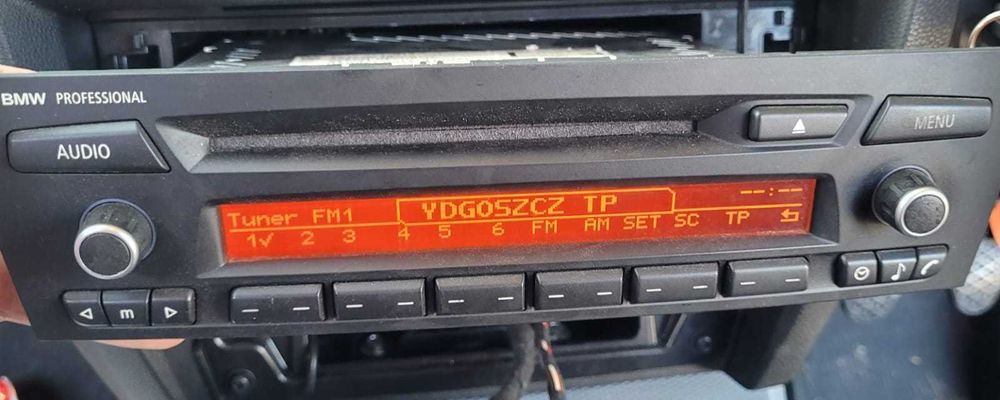 BMW PROFESSIONAL
AUDIO
MENU
Tuner FM1 YDGOSZCZ TP --:--
1✓ 2 3 4 5 6 FM AM SET SC TP
m